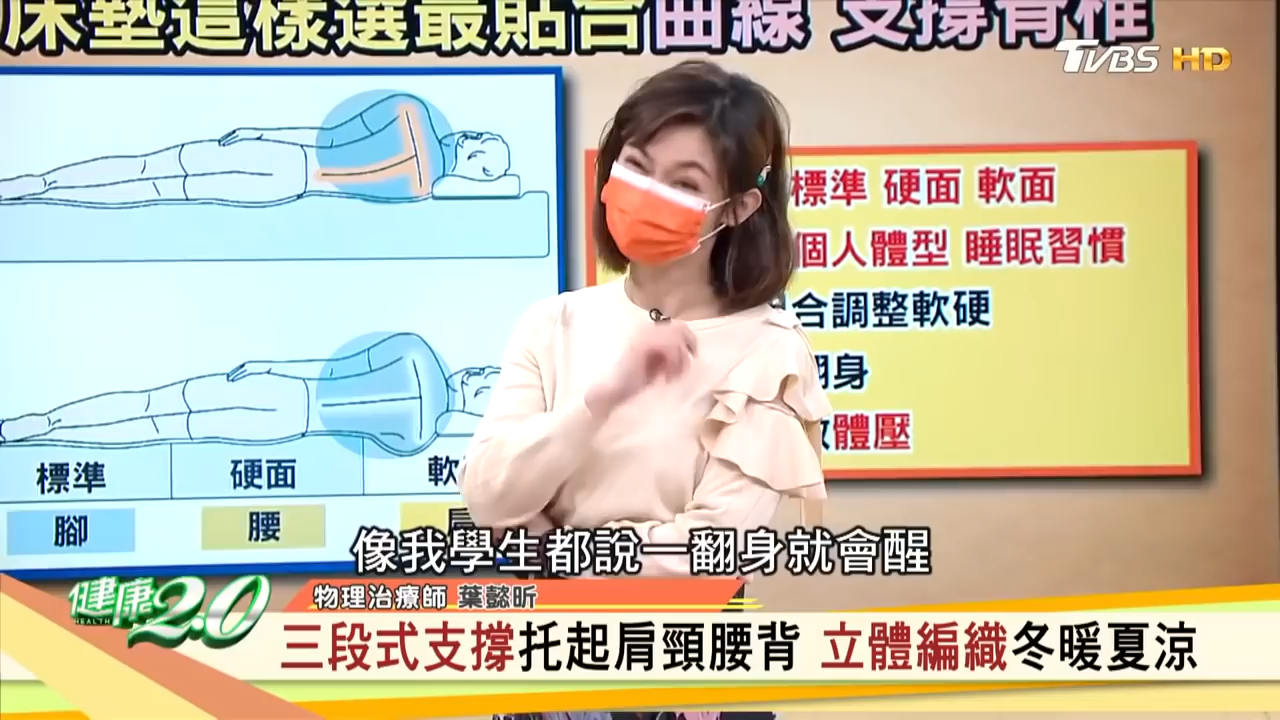 床墊這樣選最貼合曲線 支撐脊椎
TVBS HD
標準 硬面 軟面
個人體型 睡眠習慣
合調整軟硬
翻身
體壓
標準 硬面 軟
腳 腰 肩
像我學生都說一翻身就會醒
健康2.0
HEALTH
物理治療師 葉懿昕
三段式支撐托起肩頸腰背 立體編織冬暖夏涼